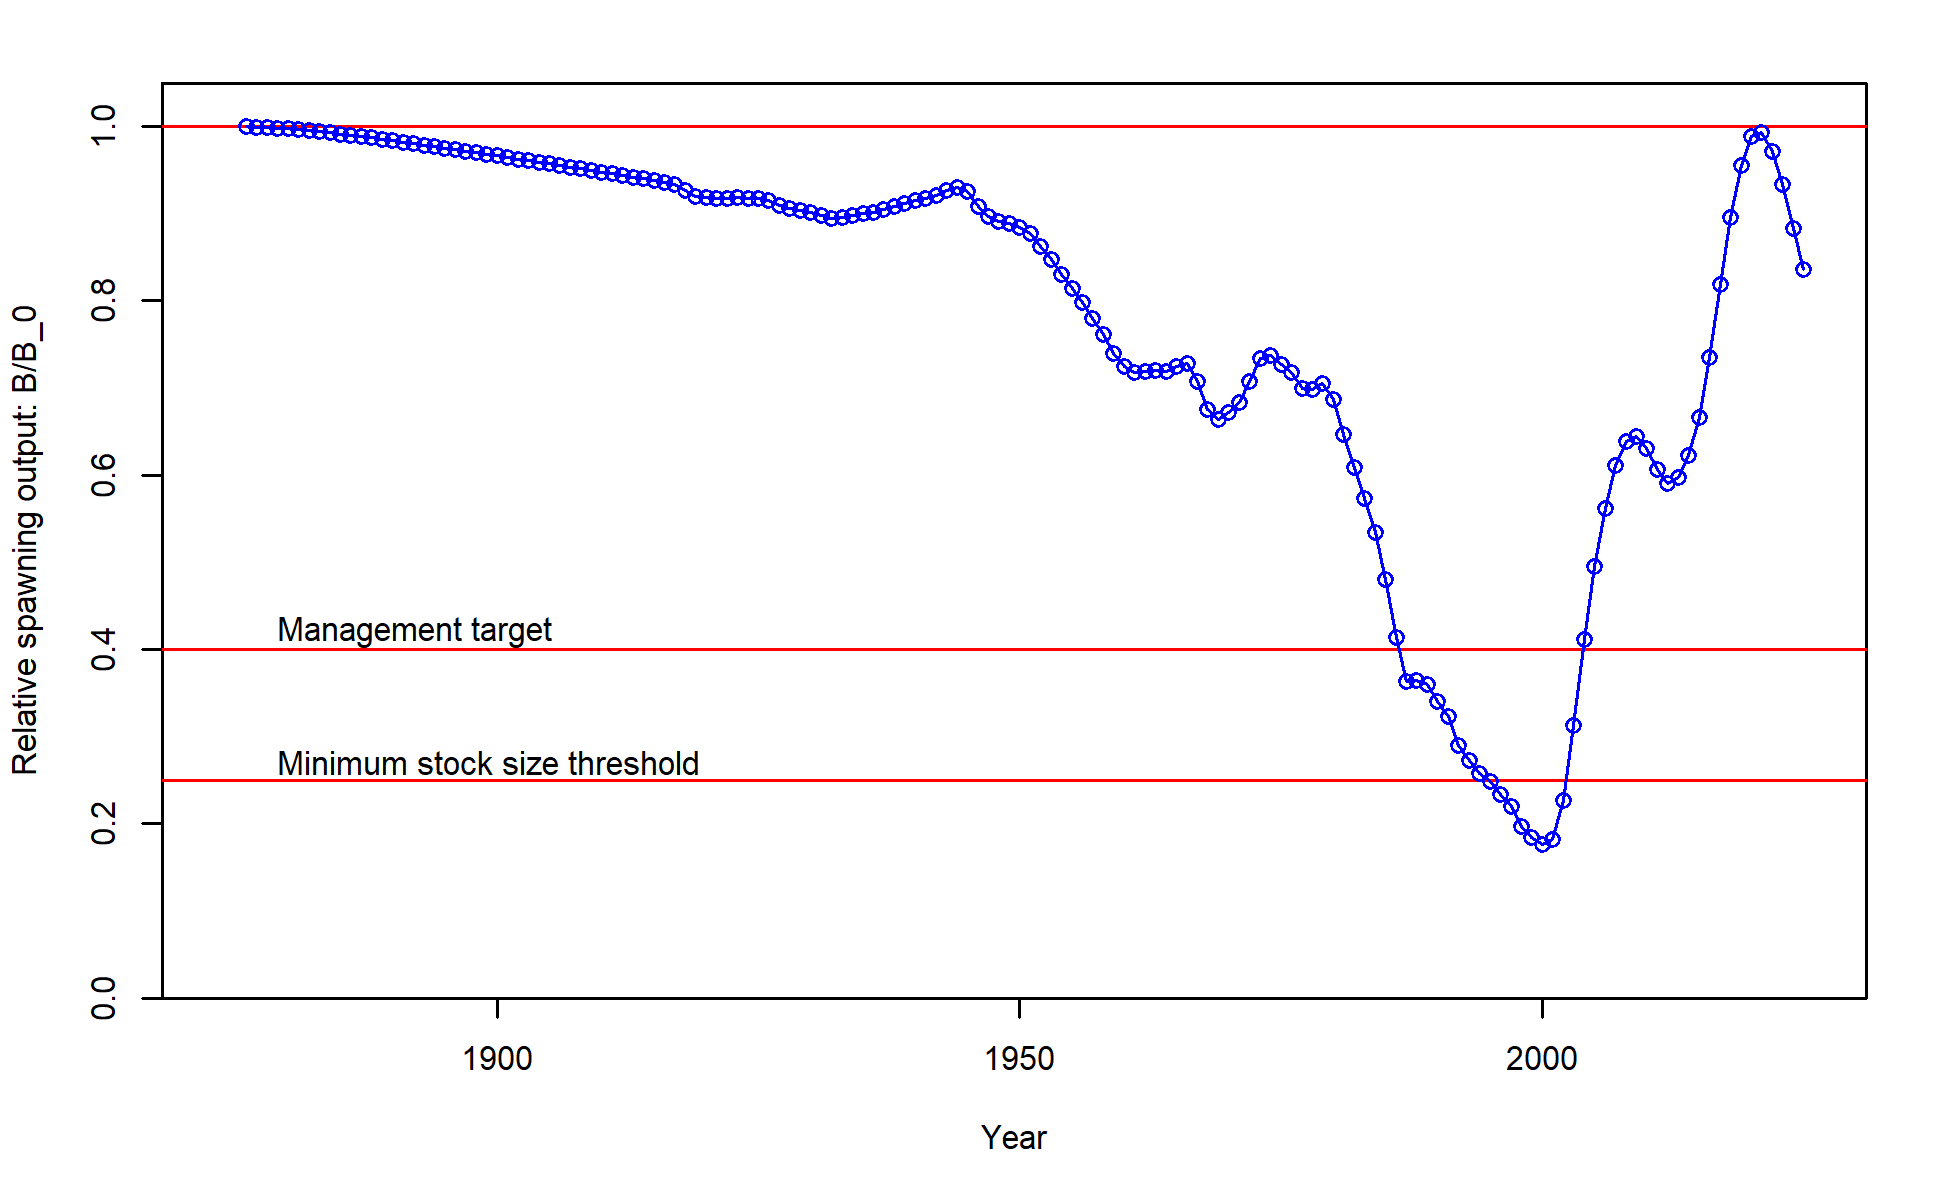 Relative spawning output: B/B_0
1.0
0.8
0.6
0.4
0.2
0.0
Management target
Minimum stock size threshold
1900
1950
2000
Year